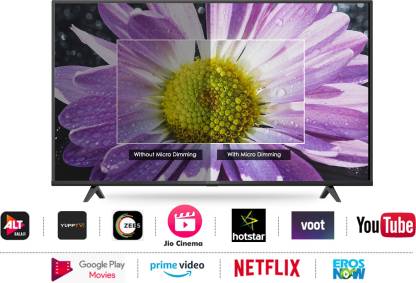 Without Micro Dimming
With Micro Dimming
ALT
BALAJI
YUPPTV
ZEE5
Jio Cinema
hotstar
voot
YouTube
Google Play
Movies
prime video
NETFLIX
EROS
NOW